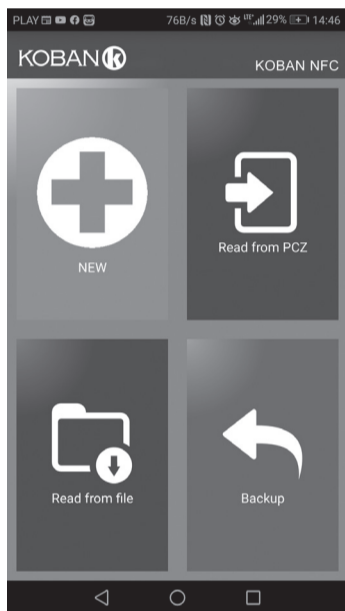 PLAY 76B/s 29% 14:46
KOBAN k
KOBAN NFC
NEW
Read from PCZ
Read from file
Backup